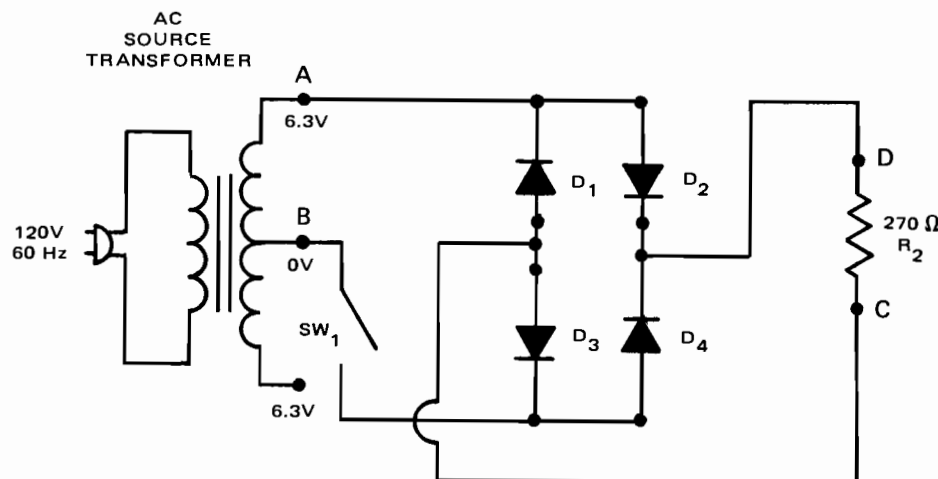 AC
SOURCE
TRANSFORMER
A
6.3V
D1
D2
D
120V
60 Hz
B
0V
270 Ω
R2
SW1
D3
D4
C
6.3V